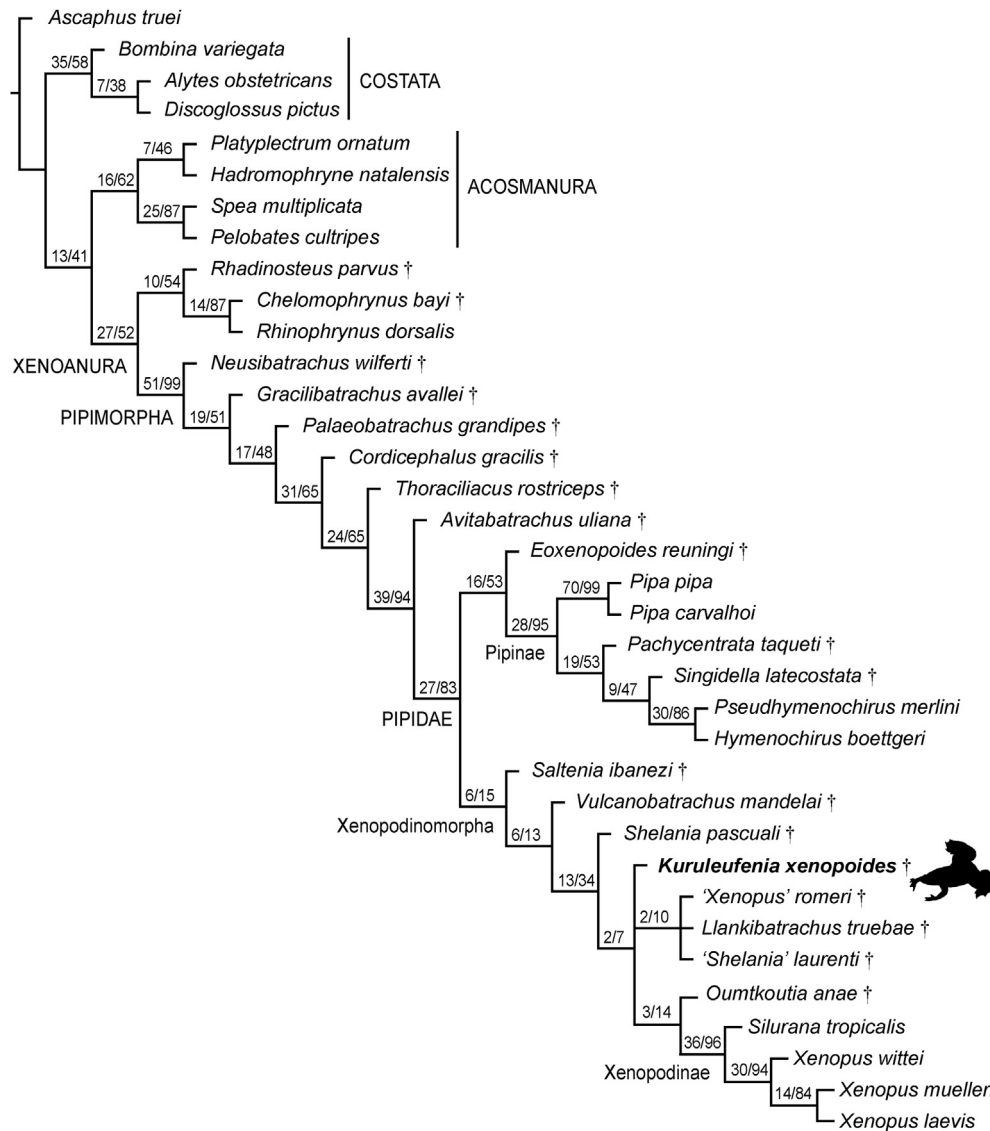 Ascaphus truei
Bombina variegata
35/58
Alytes obstetricans
7/38
COSTATA
Discoglossus pictus
Platyplectrum ornatum
7/46
Hadromophryne natalensis
16/62
ACOSMANURA
Spea multiplicata
25/87
Pelobates cultripes
13/41
Rhadinosteus parvus †
10/54
Chelomophrynus bayi †
14/87
Rhinophrynus dorsalis
27/52
XENOANURA
Neusibatrachus wilferti †
51/99
Gracilibatrachus avallei †
PIPIMORPHA
19/51
Palaeobatrachus grandipes †
17/48
Cordicephalus gracilis †
31/65
Thoraciliacus rostriceps †
24/65
Avitabatrachus uliana †
Eoxenopoides reuningi †
39/94
16/53
Pipa pipa
70/99
Pipa carvalhoi
28/95
Pipinae
Pachycentrata taqueti †
19/53
Singidella latecostata †
9/47
27/83
Pseudhymenochirus merlini
30/86
PIPIDAE
Hymenochirus boettgeri
Saltenia ibanezi †
6/15
Vulcanobatrachus mandelai †
Xenopodinomorpha
6/13
Shelania pascuali †
Kuruleufenia xenopoides †
13/34
'Xenopus' romeri †
2/10
Llankibatrachus truebae †
2/7
'Shelania' laurenti †
Oumtkoutia anae †
3/14
Silurana tropicalis
36/96
Xenopus wittei
Xenopodinae
30/94
Xenopus mueller
14/84
Xenopus laevis